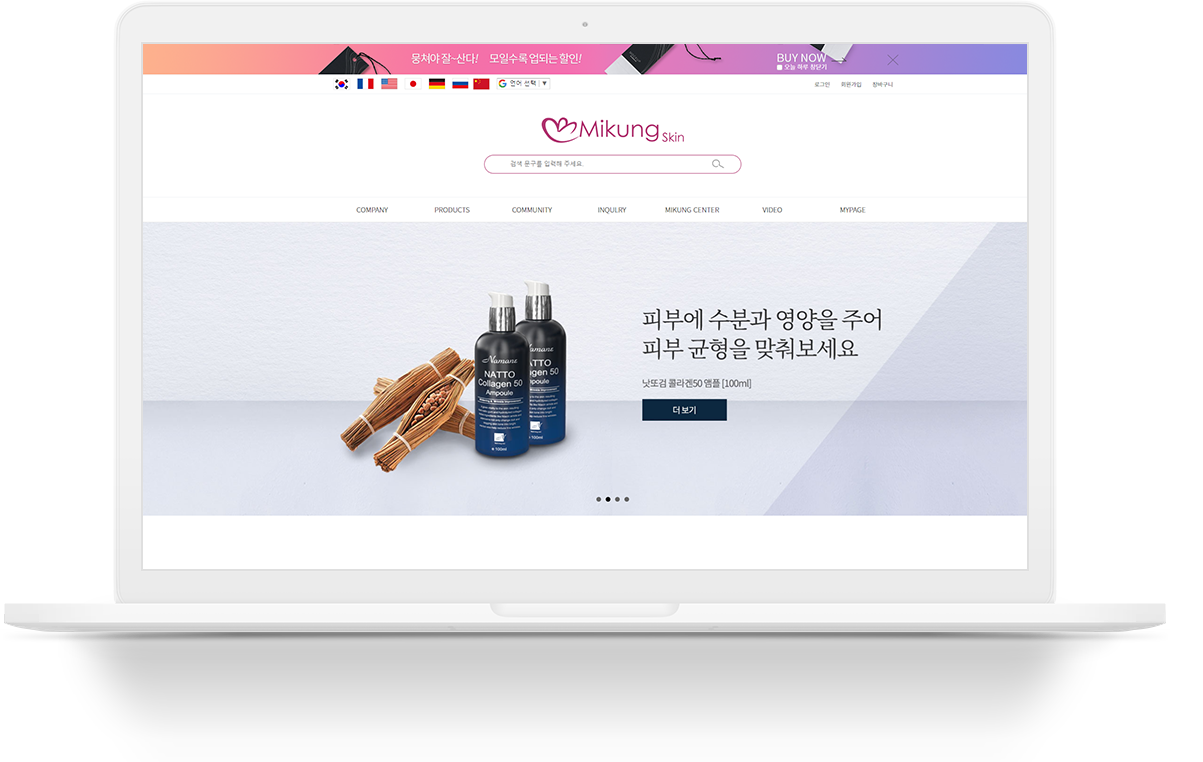 뭉쳐야 잘~산다! 모일수록 업되는 할인!
BUY NOW
오늘 하루 창닫기
언어 선택 ▼
로그인 회원가입 장바구니
Mikung Skin
검색 문구를 입력해 주세요.
COMPANY PRODUCTS COMMUNITY INQULRY MIKUNG CENTER VIDEO MYPAGE
피부에 수분과 영양을 주어
피부 균형을 맞춰보세요
낫또검 콜라겐50 앰플 [100ml]
더 보기
Namane
NATTO
Collagen 50
Ampoule
100ml